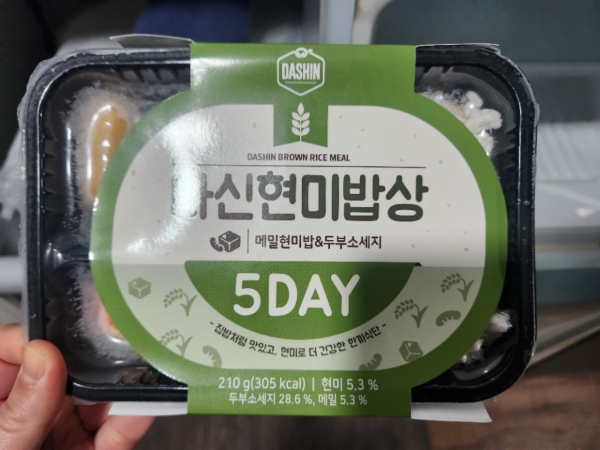 DASHIN
DASHIN BROWN RICE MEAL
다신현미밥상
메밀현미밥&두부소세지
5DAY
- 집밥처럼 맛있고, 현미로 더 건강한 한끼식단 -
210 g(305 kcal) | 현미 5.3 %
두부소세지 28.6 %, 메밀 5.3 %